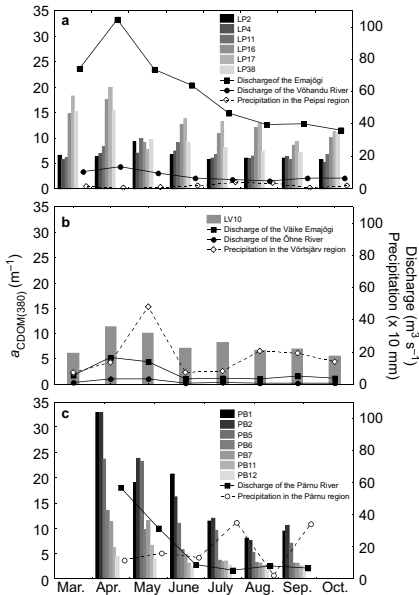 a
LP2
LP4
LP11
LP16
LP17
LP38
Dischargeof the Emajõgi
Discharge of the Võhandu River
Precipitation in the Peipsi region
35
30
25
20
15
10
5
0
100
80
60
40
20
0
b
LV10
Discharge of the Väike Emajõgi
Discharge of the Õhne River
Precipitation in the Võrtsjärv region
35
30
25
20
15
10
5
0
100
80
60
40
20
0
aCDOM(380) (m–1)
Discharge (m3 s–1)
Precipitation (x 10 mm)
c
PB1
PB2
PB5
PB6
PB7
PB11
PB12
Discharge of the Pärnu River
Precipitation in the Pärnu region
35
30
25
20
15
10
5
0
100
80
60
40
20
0
Mar. Apr. May June July Aug. Sep. Oct.